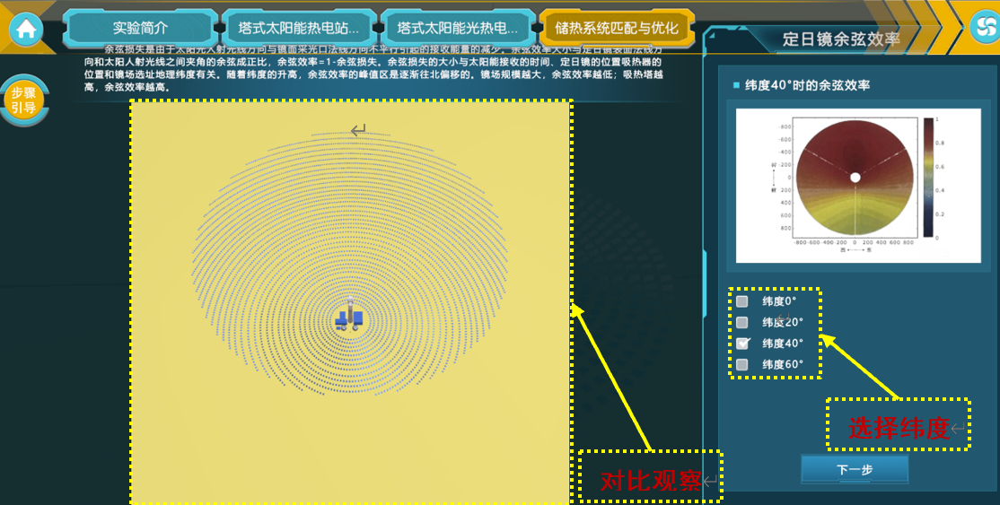 实验简介
塔式太阳能热电站...
塔式太阳能光热电...
储热系统匹配与优化
步骤
引导
余弦损失是由于太阳光入射光线方向与镜面采光口法线方向不平行引起的接收能量的减少。余弦效率大小与定日镜表面法线方
向和太阳入射光线之间夹角的余弦成正比，余弦效率=1-余弦损失。余弦损失的大小与太阳能接收的时间、定日镜的位置吸热器的
位置和镜场选址地理纬度有关。随着纬度的升高，余弦效率的峰值区是逐渐往北偏移的。镜场规模越大，余弦效率越低；吸热塔越
高，余弦效率越高。
定日镜余弦效率
纬度40°时的余弦效率
-800
-600
-400
-200
0
200
400
600
800
-800 -600 -400 -200 0 200 400 600 800
西 东
1
0.8
0.6
0.4
0.2
0
纬度0°
纬度20°
纬度40°
纬度60°
选择纬度
对比观察
下一步